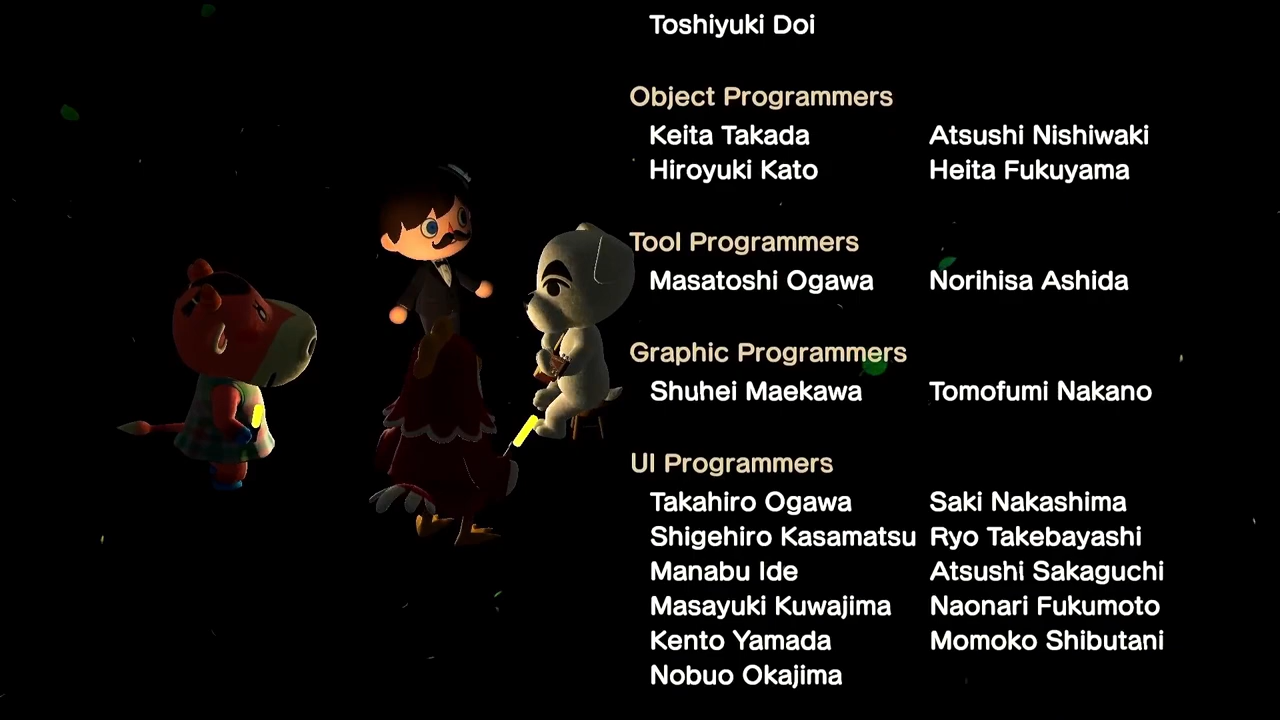 Toshiyuki Doi
Object Programmers
Keita Takada Atsushi Nishiwaki
Hiroyuki Kato Heita Fukuyama
Tool Programmers
Masatoshi Ogawa Norihisa Ashida
Graphic Programmers
Shuhei Maekawa Tomofumi Nakano
UI Programmers
Takahiro Ogawa Saki Nakashima
Shigehiro Kasamatsu Ryo Takebayashi
Manabu Ide Atsushi Sakaguchi
Masayuki Kuwajima Naonari Fukumoto
Kento Yamada Momoko Shibutani
Nobuo Okajima